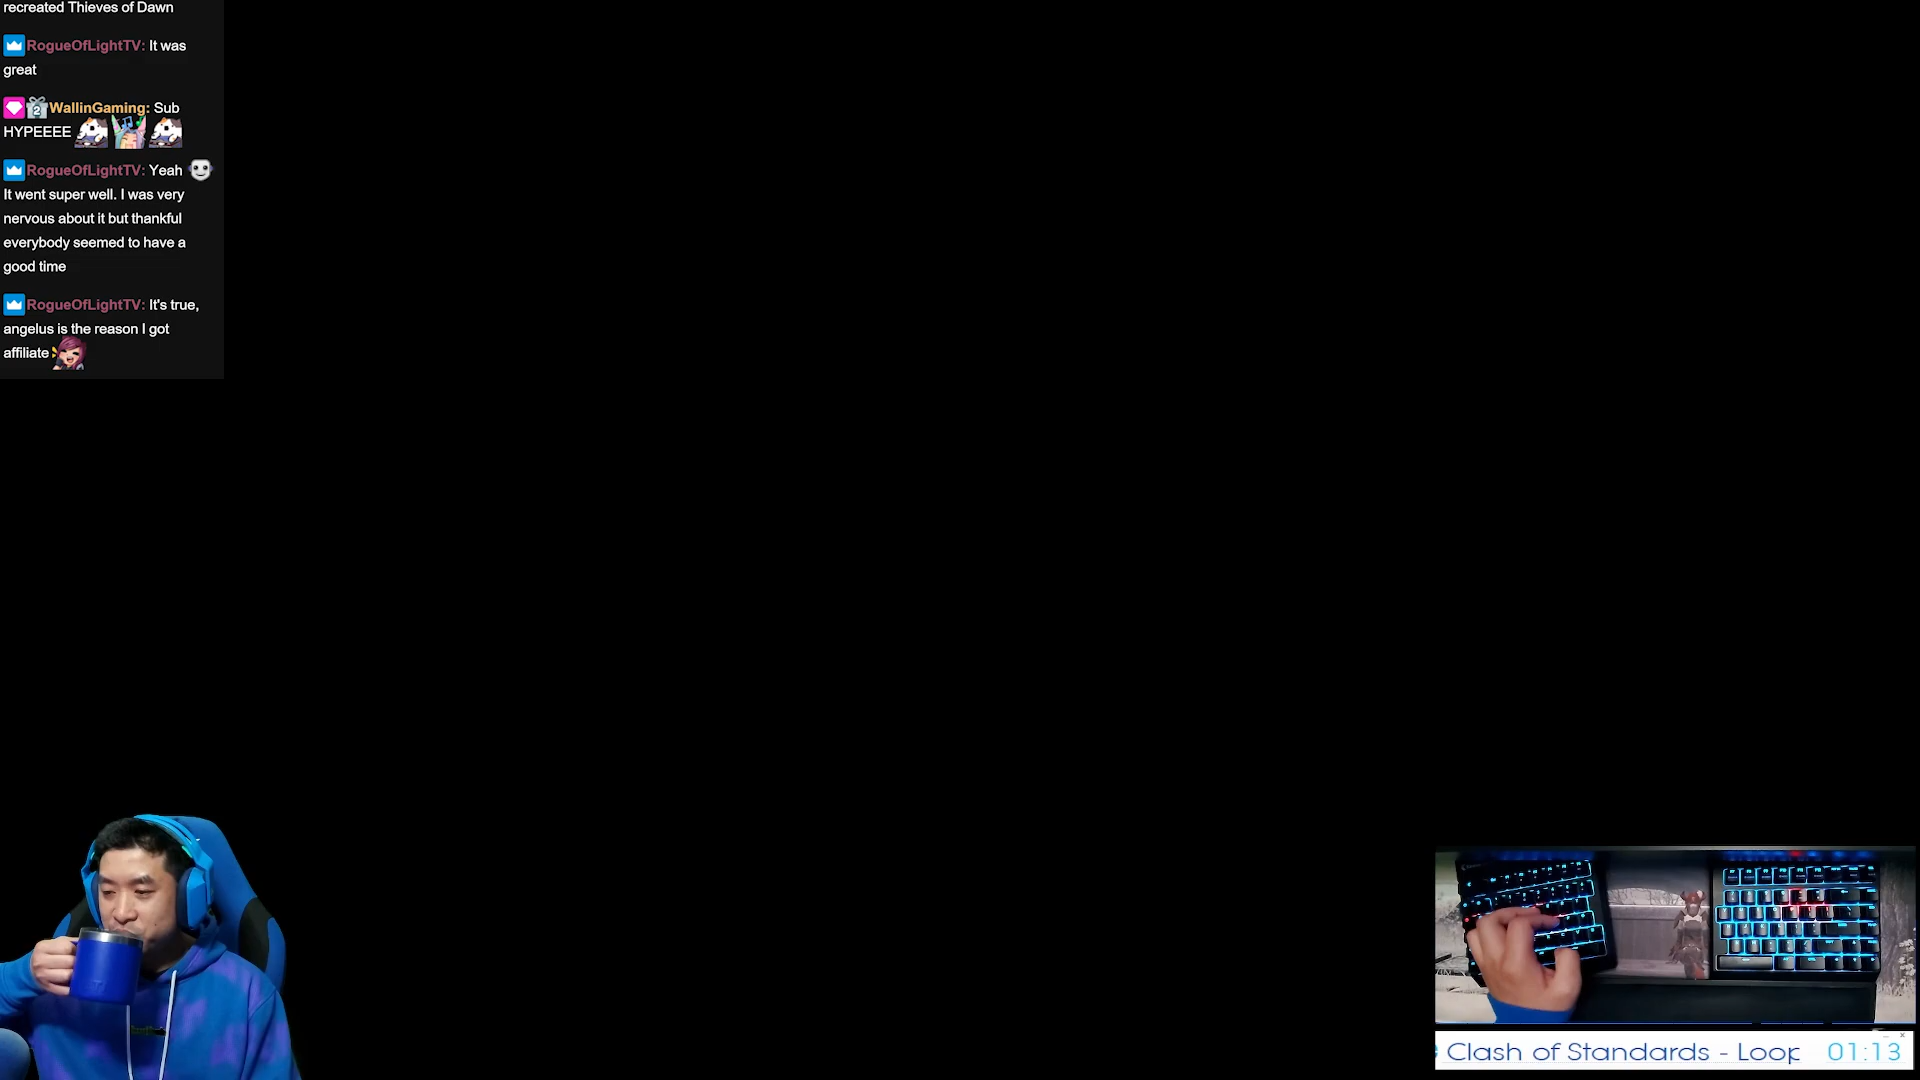 recreated Thieves of Dawn
RogueOfLightTV: It was
great
2 WallinGaming: Sub
HYPEEEE
RogueOfLightTV: Yeah
It went super well. I was very
nervous about it but thankful
everybody seemed to have a
good time
RogueOfLightTV: It's true,
angelus is the reason I got
affiliate
Clash of Standards - Loop 01:13